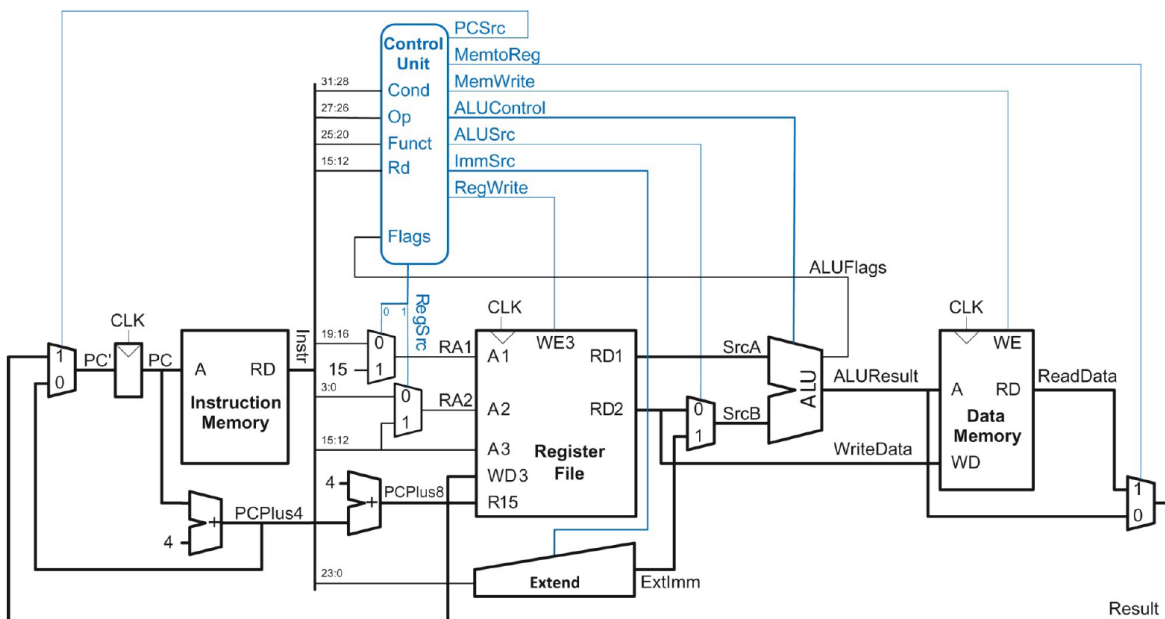 PCSrc
Control
Unit
MemtoReg
MemWrite
31:28
Cond
ALUControl
27:26
Op
ALUSrc
25:20
Funct
ImmSrc
15:12
Rd
RegWrite
Flags
ALUFlags
0 1
RegSrc
CLK
CLK
CLK
Instr
19:16
0
RA1
A1
WE3
RD1
SrcA
WE
1
PC'
PC
A
RD
15
1
ALU
ALUResult
A
RD
ReadData
0
Instruction
Memory
3:0
0
RA2
A2
RD2
0
SrcB
Data
Memory
1
1
15:12
A3
Register
File
WriteData
WD
4
PCPlus8
WD3
+
R15
1
PCPlus4
+
0
4
23:0
Extend
ExtImm
Result